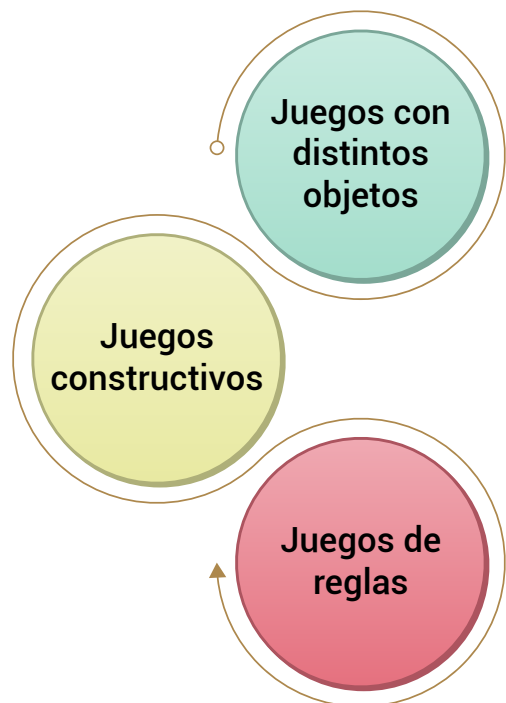 Juegos con
distintos
objetos
Juegos
constructivos
Juegos de
reglas